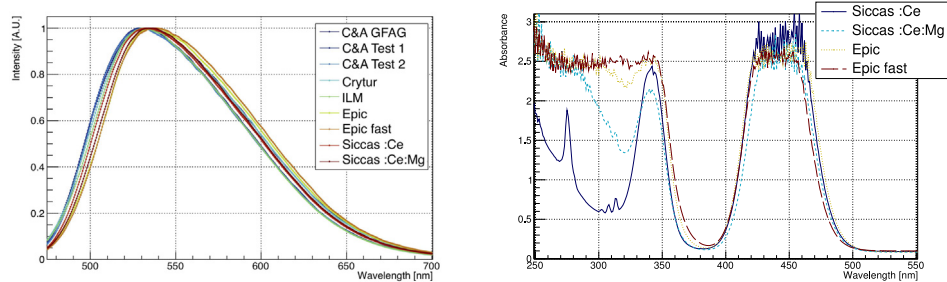 Intensity [A.U.]
1
0.8
0.6
0.4
0.2
0
500
550
600
650
700
Wavelength [nm]
C&A GFAG
C&A Test 1
C&A Test 2
Crytur
ILM
Epic
Epic fast
Siccas :Ce
Siccas :Ce:Mg
Absorbance
3
2.5
2
1.5
1
0.5
0
250
300
350
400
450
500
550
Wavelength [nm]
Siccas :Ce
Siccas :Ce:Mg
Epic
Epic fast